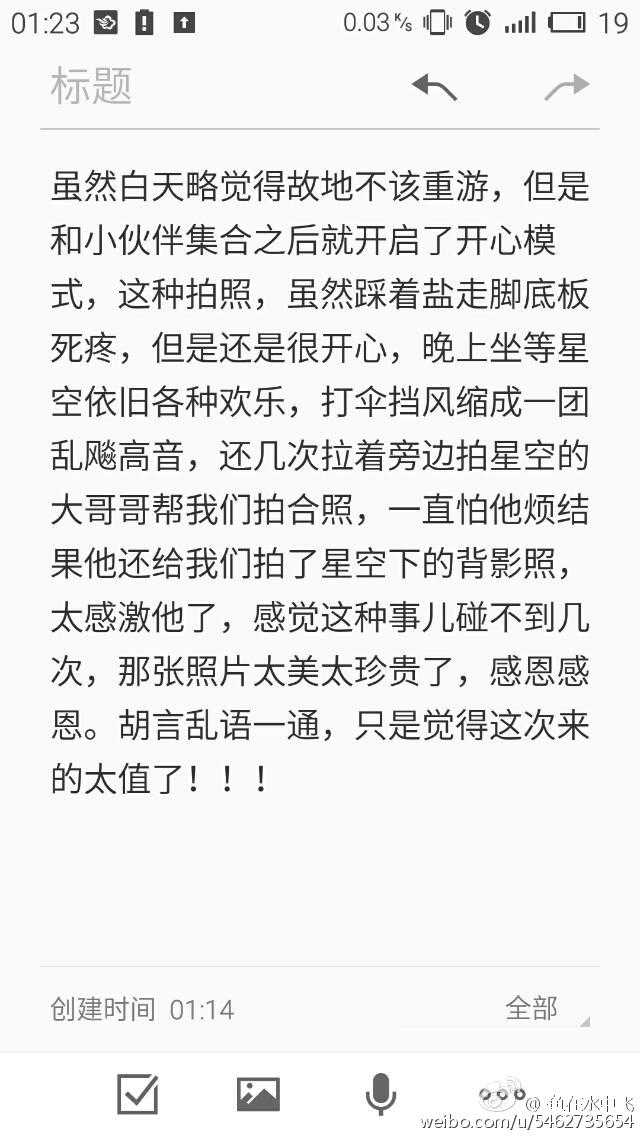 01:23
0.03 K/s
19
标题
虽然白天略觉得故地不该重游，但是
和小伙伴集合之后就开启了开心模
式，这种拍照，虽然踩着盐走脚底板
死疼，但是还是很开心，晚上坐等星
空依旧各种欢乐，打伞挡风缩成一团
乱飚高音，还几次拉着旁边拍星空的
大哥哥帮我们拍合照，一直怕他烦结
果他还给我们拍了星空下的背影照，
太感激他了，感觉这种事儿碰不到几
次，那张照片太美太珍贵了，感恩感
恩。胡言乱语一通，只是觉得这次来
的太值了！！！
创建时间 01:14
全部
weibo.com/u/5462735654